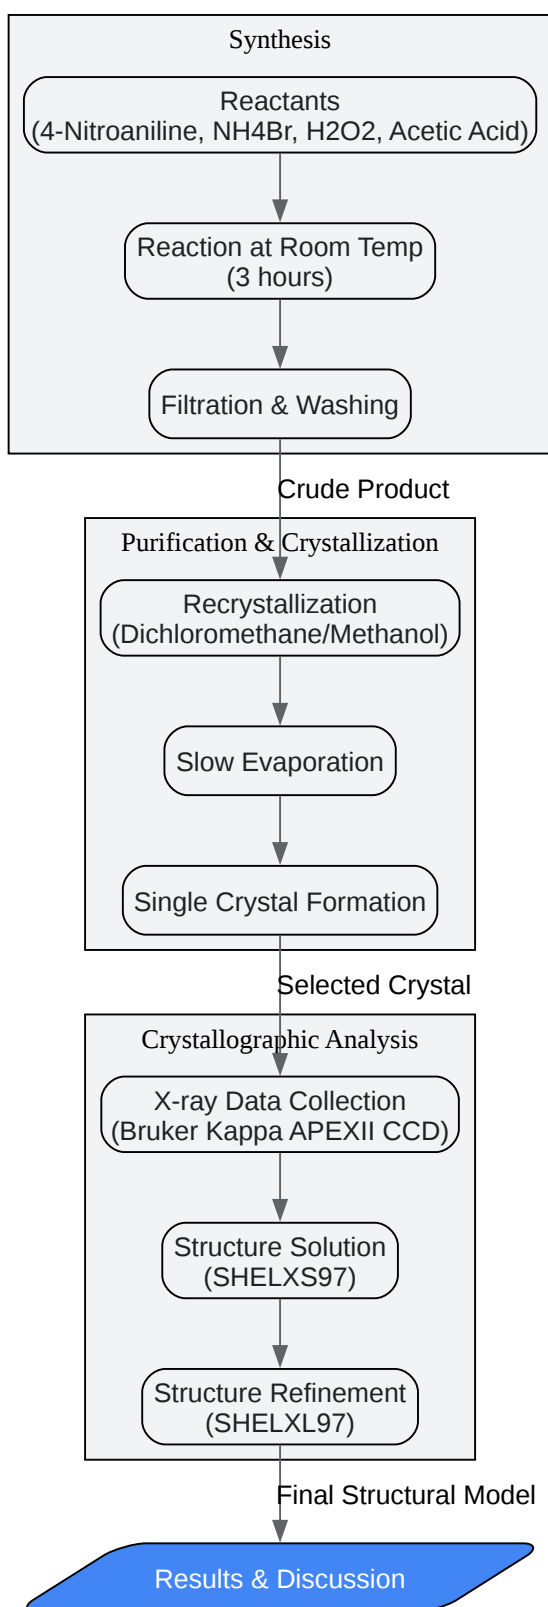 Synthesis
Reactants
(4-Nitroaniline, NH4Br, H2O2, Acetic Acid)
Reaction at Room Temp
(3 hours)
Filtration & Washing
Crude Product
Purification & Crystallization
Recrystallization
(Dichloromethane/Methanol)
Slow Evaporation
Single Crystal Formation
Selected Crystal
Crystallographic Analysis
X-ray Data Collection
(Bruker Kappa APEXII CCD)
Structure Solution
(SHELXS97)
Structure Refinement
(SHELXL97)
Final Structural Model
Results & Discussion